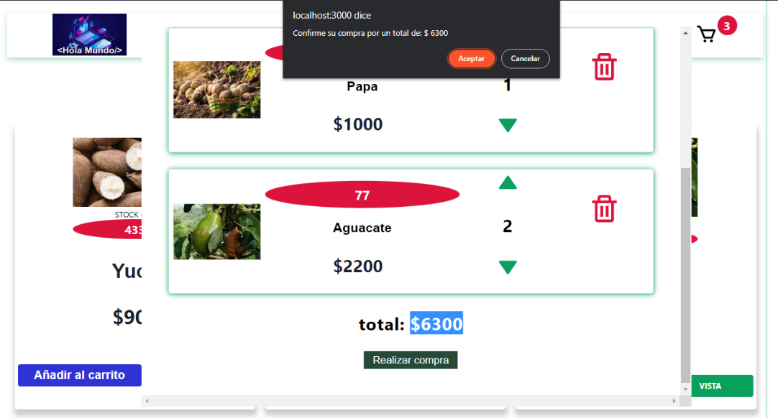 localhost:3000 dice
Confirme su compra por un total de: $ 6300
Aceptar
Cancelar
<Hola Mundo/>
3
Papa
1
$1000
77
Aguacate
2
$2200
STOCK
433
Yuc
$90
Añadir al carrito
total: $6300
Realizar compra
VISTA